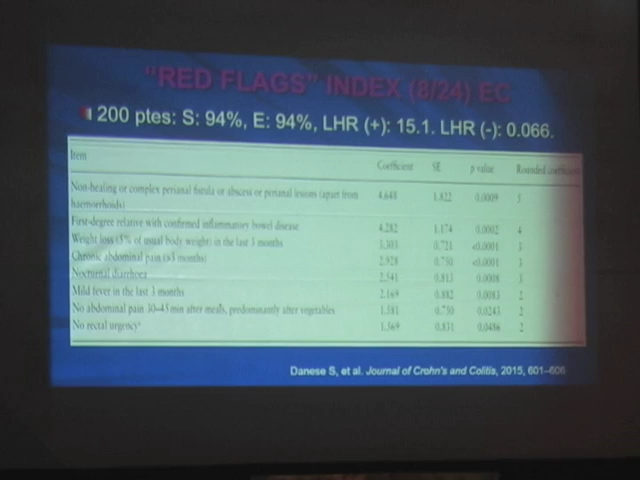 "RED FLAGS" INDEX (8/24) EC
200 ptes: S: 94%, E: 94%, LHR (+): 15.1. LHR (-): 0.066.
Item Coefficient SE p value Rounded coefficient
Non-healing or complex perianal fistula or abscess or perianal lesions (apart from 4.648 1.822 0.0009 5
haemorrhoids)
First-degree relative with confirmed inflammatory bowel disease 4.282 1.174 0.0002 4
Weight loss (5% of usual body weight) in the last 3 months 3.303 0.721 <0.0001 3
Chronic abdominal pain (>3 months) 2.928 0.750 <0.0001 3
Nocturnal diarrhoea 2.541 0.813 0.0008 3
Mild fever in the last 3 months 2.169 0.882 0.0083 2
No abdominal pain 30–45 min after meals, predominantly after vegetables 1.581 0.750 0.0243 2
No rectal urgency 1.569 0.831 0.0486 2
Danese S, et al. Journal of Crohn's and Colitis, 2015, 601–606